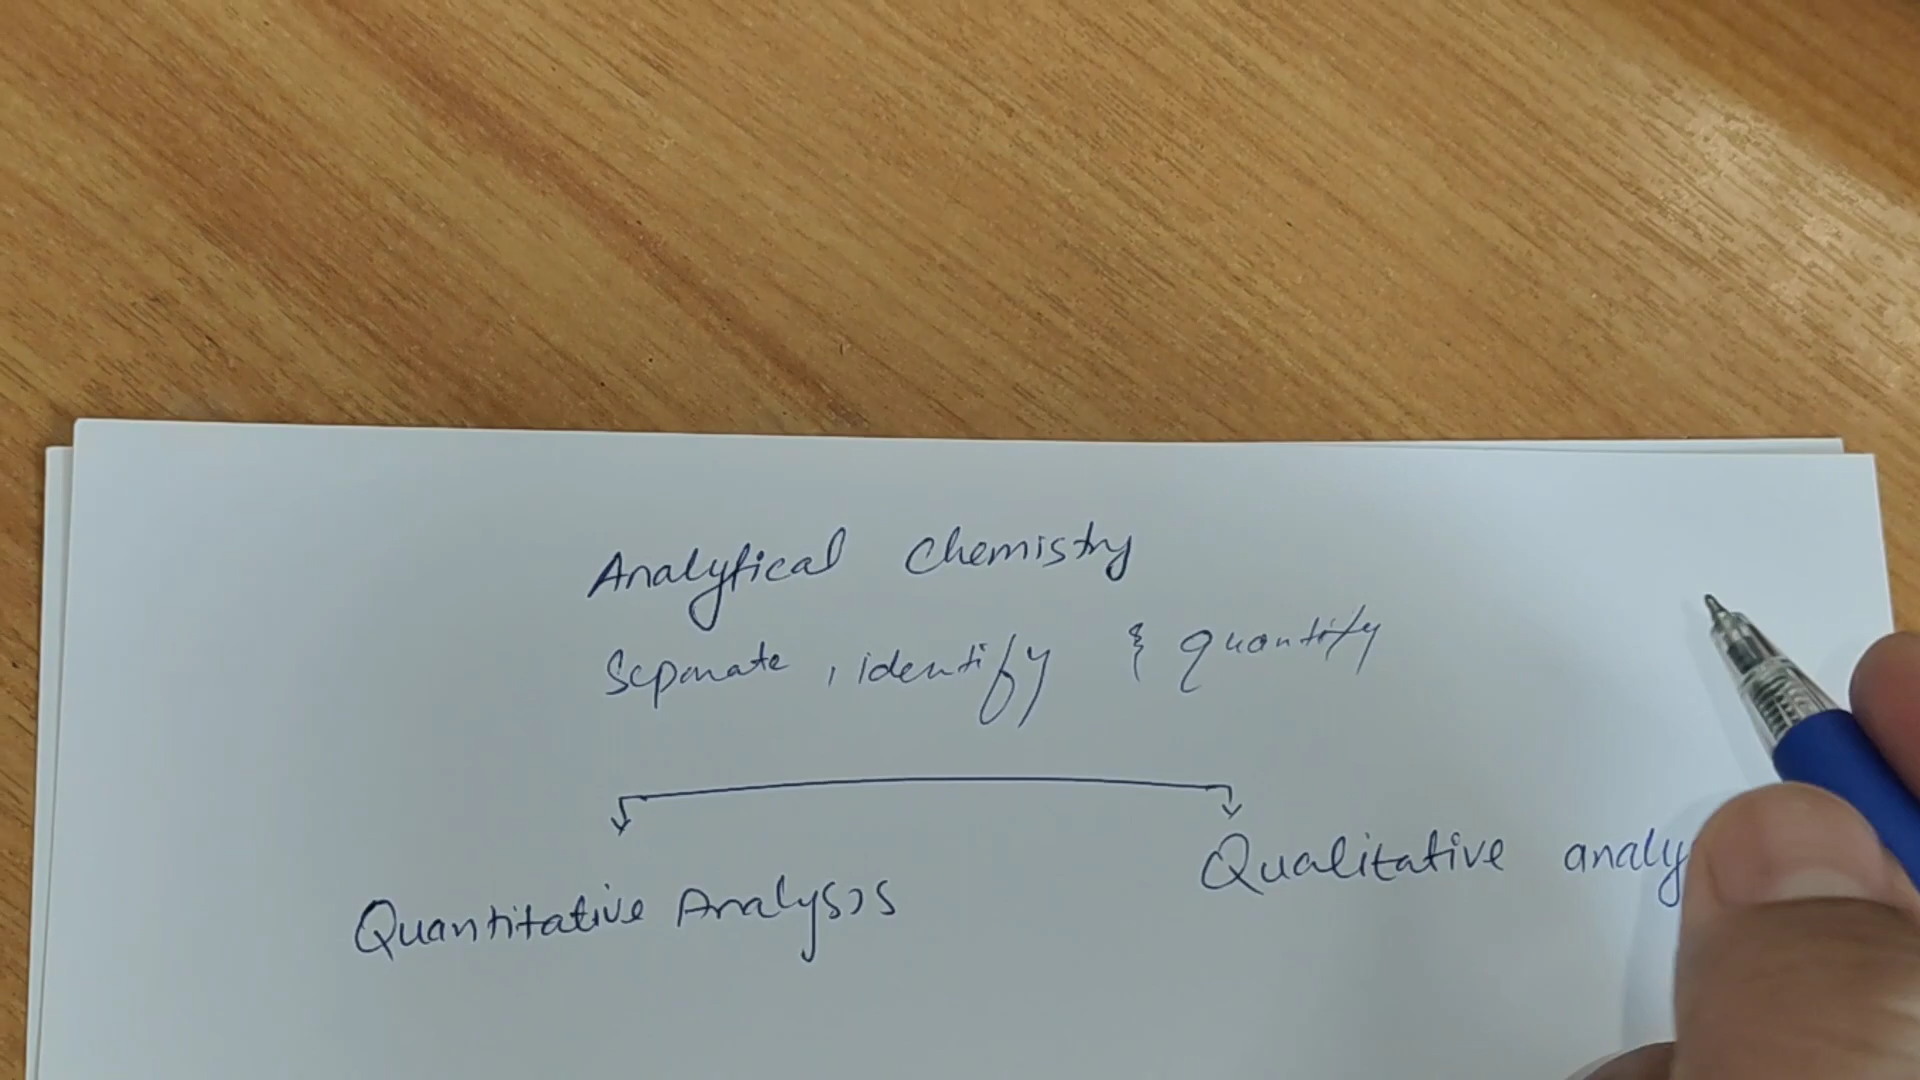 Analytical Chemistry
Separate, identify & quantify
Quantitative Analysis
Qualitative analy